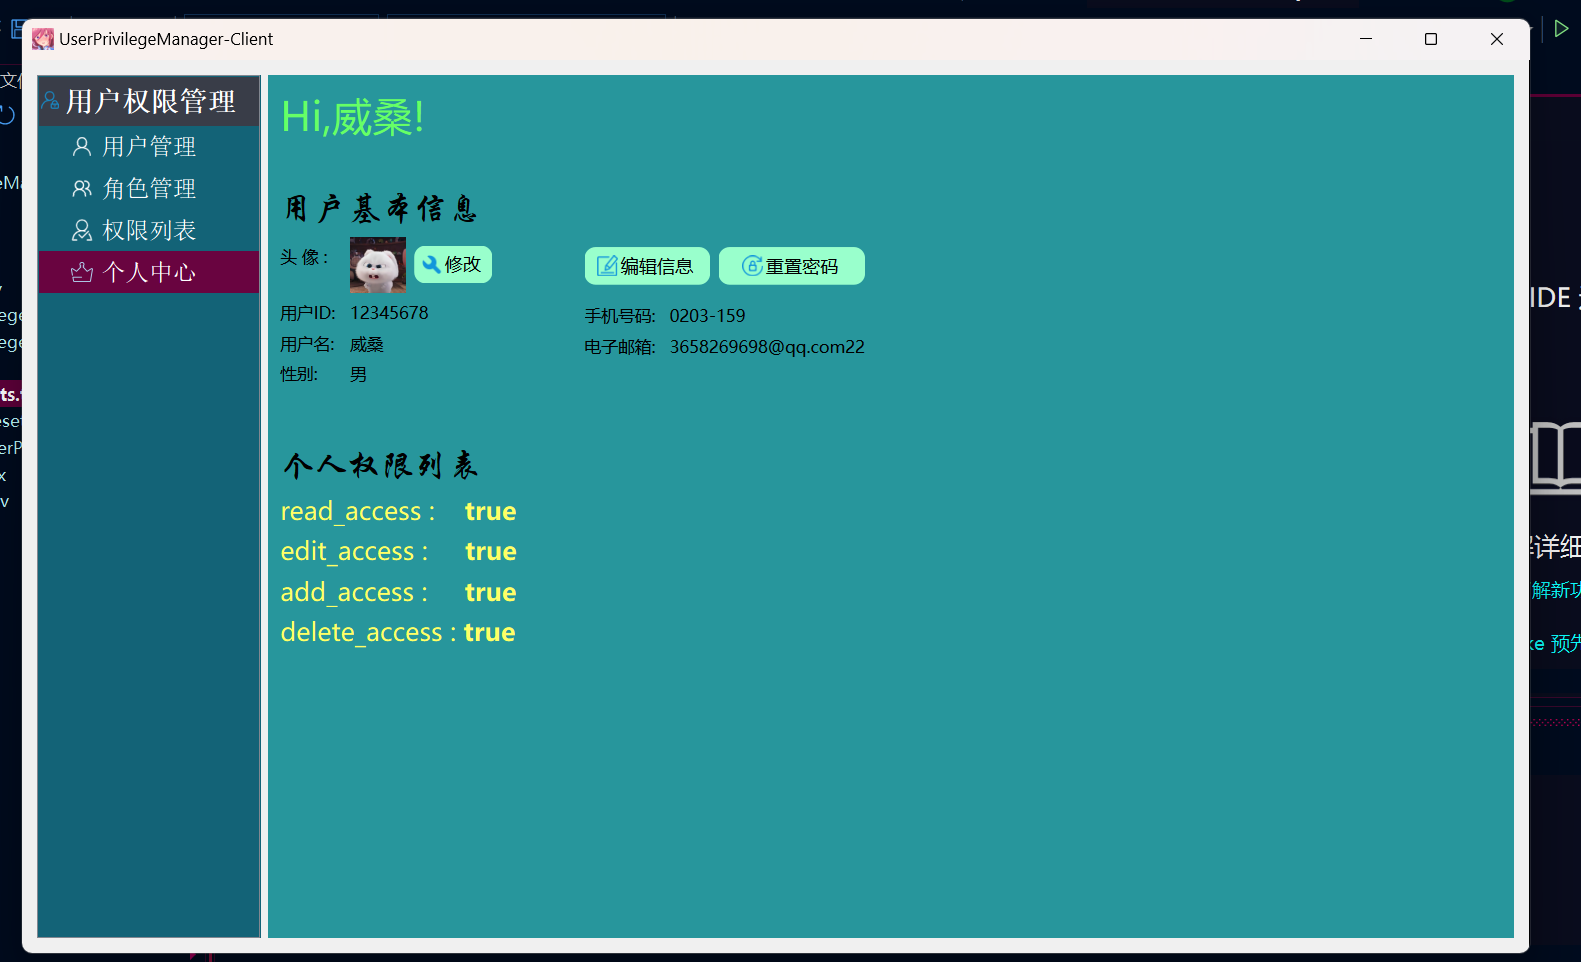 UserPrivilegeManager-Client
用户权限管理
用户管理
角色管理
权限列表
个人中心
Hi,威桑!
用户基本信息
头 像 :
修改
编辑信息
重置密码
用户ID: 12345678
手机号码: 0203-159
用户名: 威桑
电子邮箱: 3658269698@qq.com22
性别: 男
个人权限列表
read_access : true
edit_access : true
add_access : true
delete_access : true
IDE
详细
解新功
预先